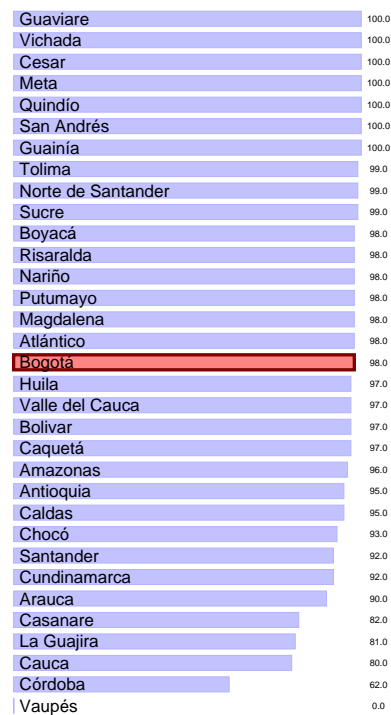 Guaviare 100.0
Vichada 100.0
Cesar 100.0
Meta 100.0
Quindío 100.0
San Andrés 100.0
Guainía 100.0
Tolima 99.0
Norte de Santander 99.0
Sucre 99.0
Boyacá 98.0
Risaralda 98.0
Nariño 98.0
Putumayo 98.0
Magdalena 98.0
Atlántico 98.0
Bogotá 98.0
Huila 97.0
Valle del Cauca 97.0
Bolivar 97.0
Caquetá 97.0
Amazonas 96.0
Antioquia 95.0
Caldas 95.0
Chocó 93.0
Santander 92.0
Cundinamarca 92.0
Arauca 90.0
Casanare 82.0
La Guajira 81.0
Cauca 80.0
Córdoba 62.0
Vaupés 0.0